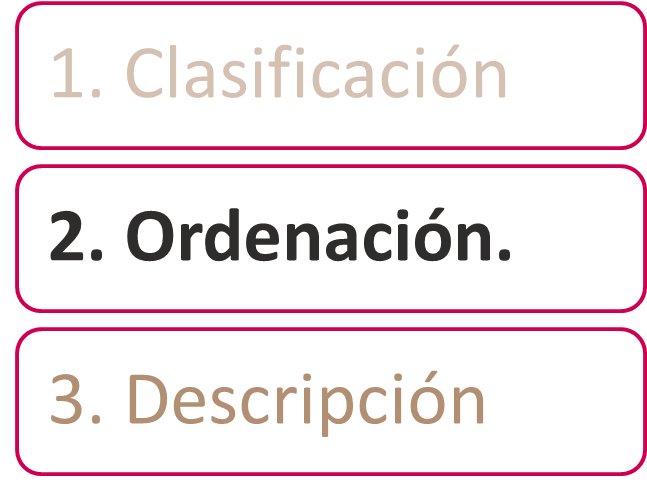 1. Clasificación
2. Ordenación.
3. Descripción